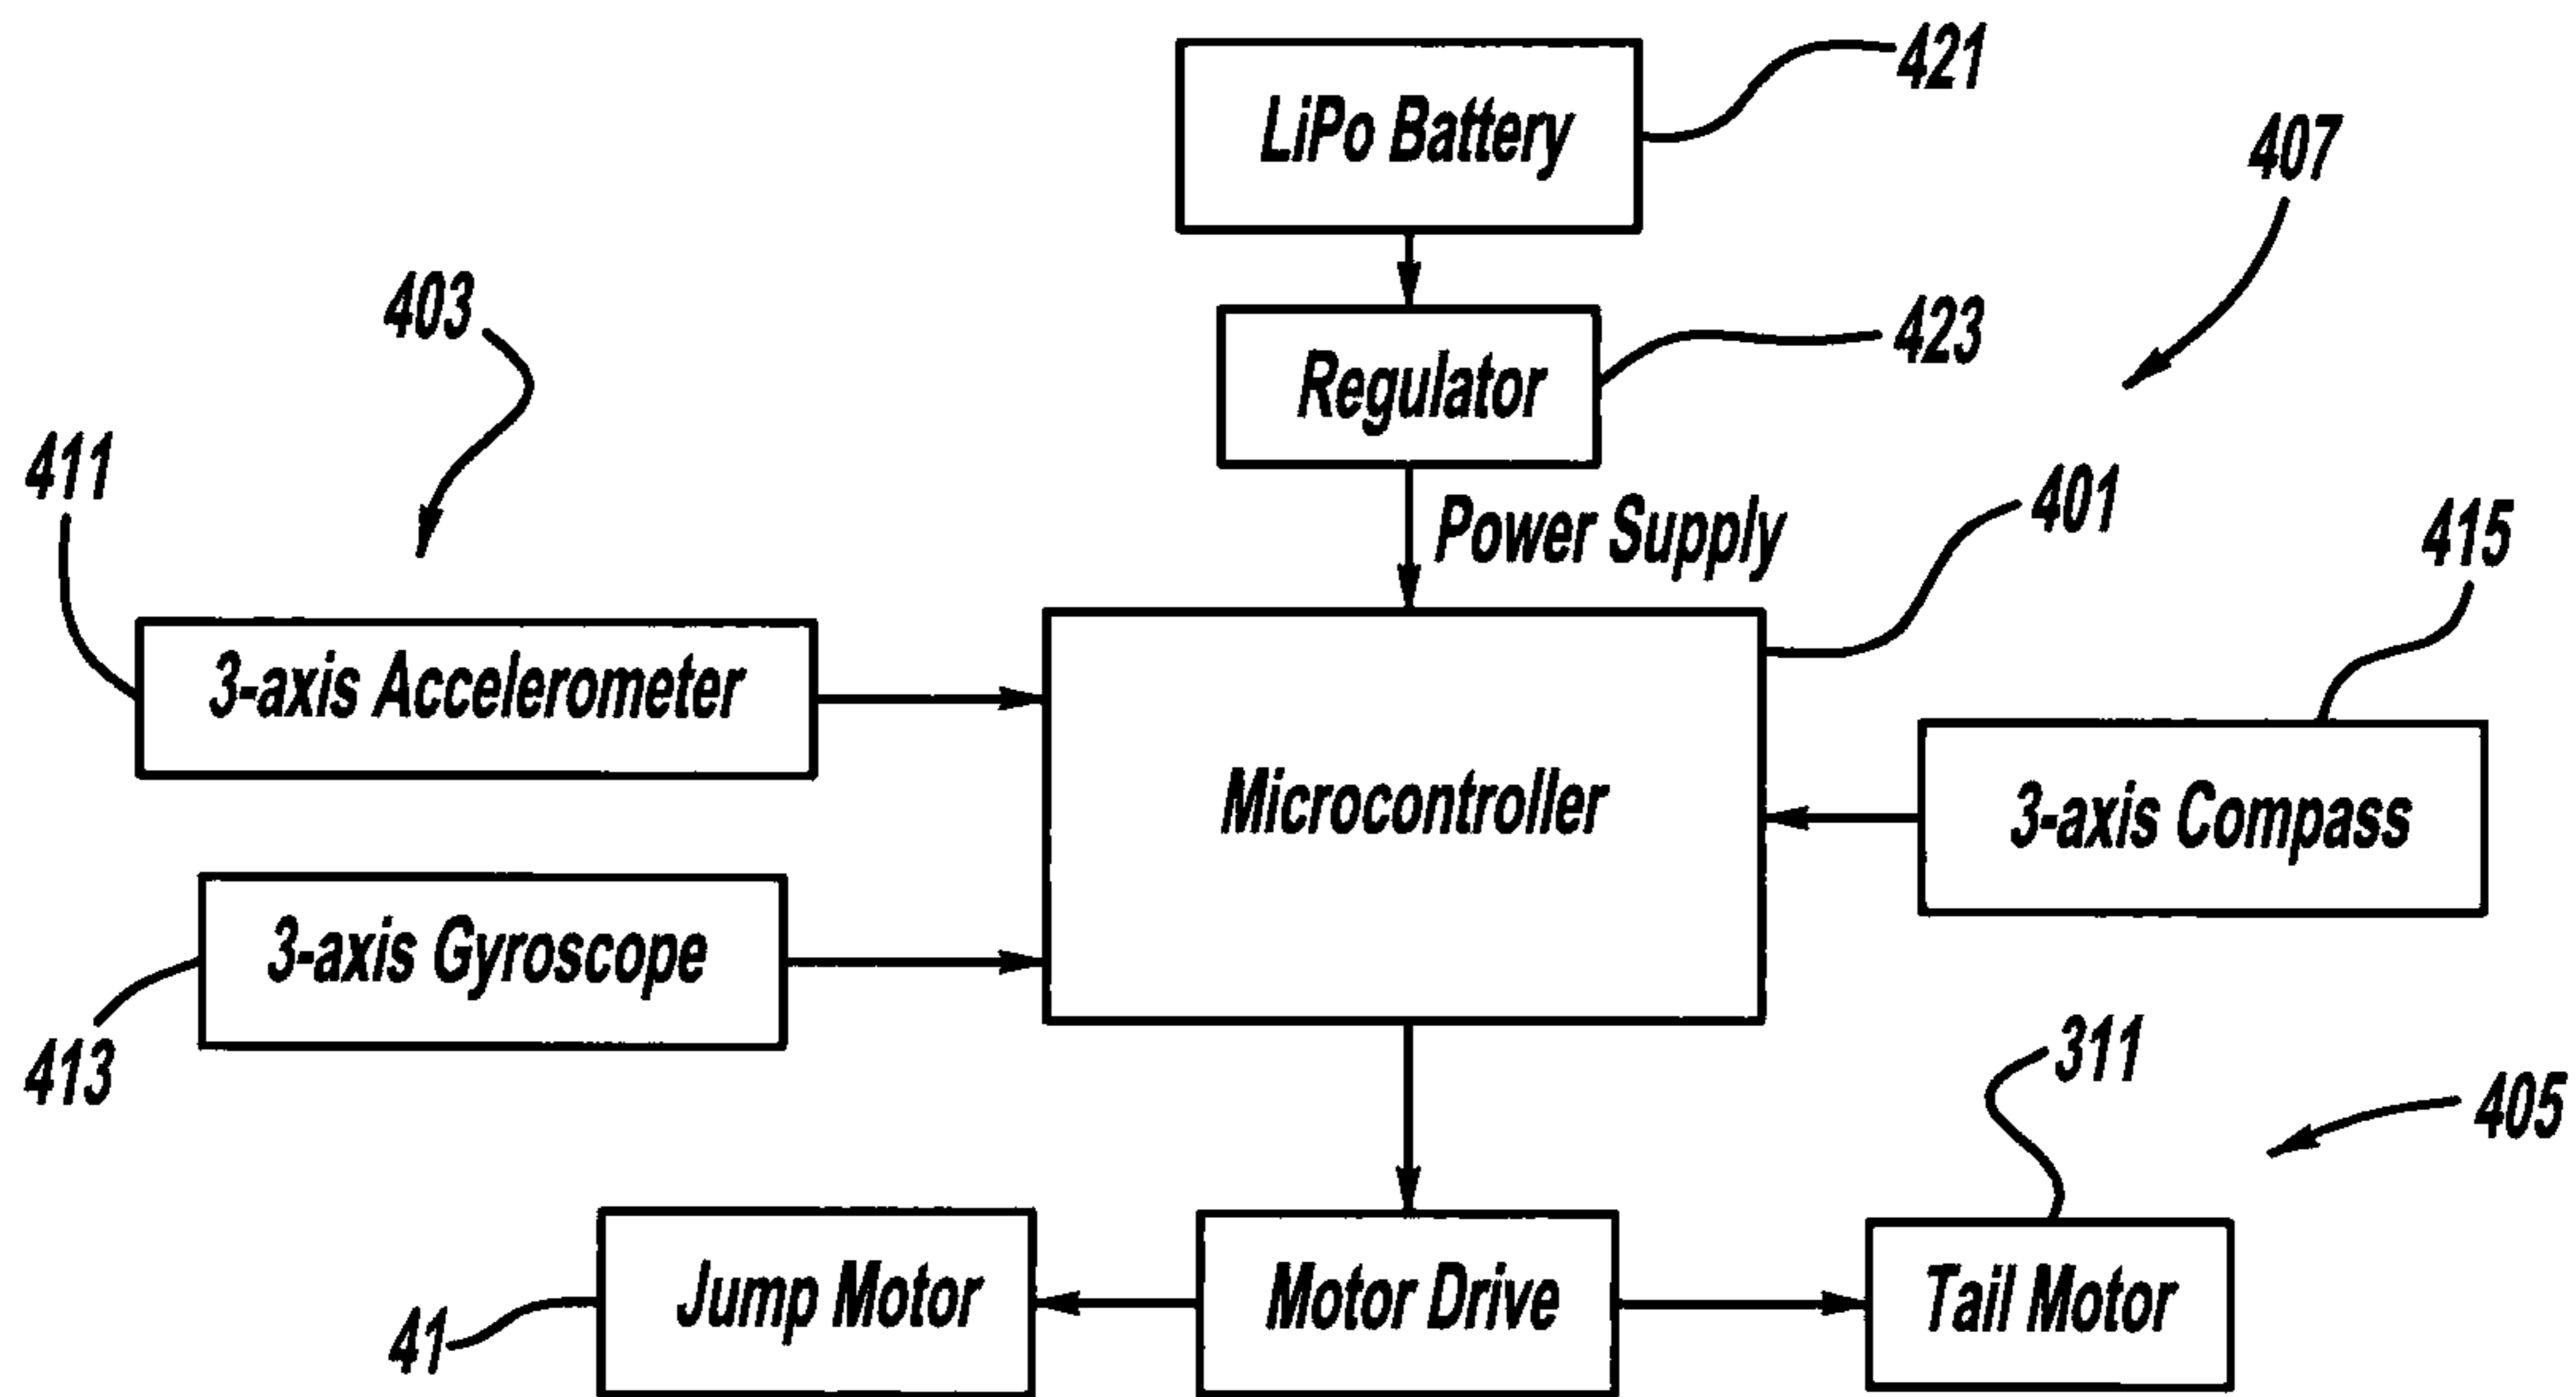 421
LiPo Battery
407
403
423
Regulator
411
401
Power Supply
415
3-axis Accelerometer
Microcontroller
3-axis Compass
3-axis Gyroscope
413
311
405
Jump Motor
Motor Drive
Tail Motor
41